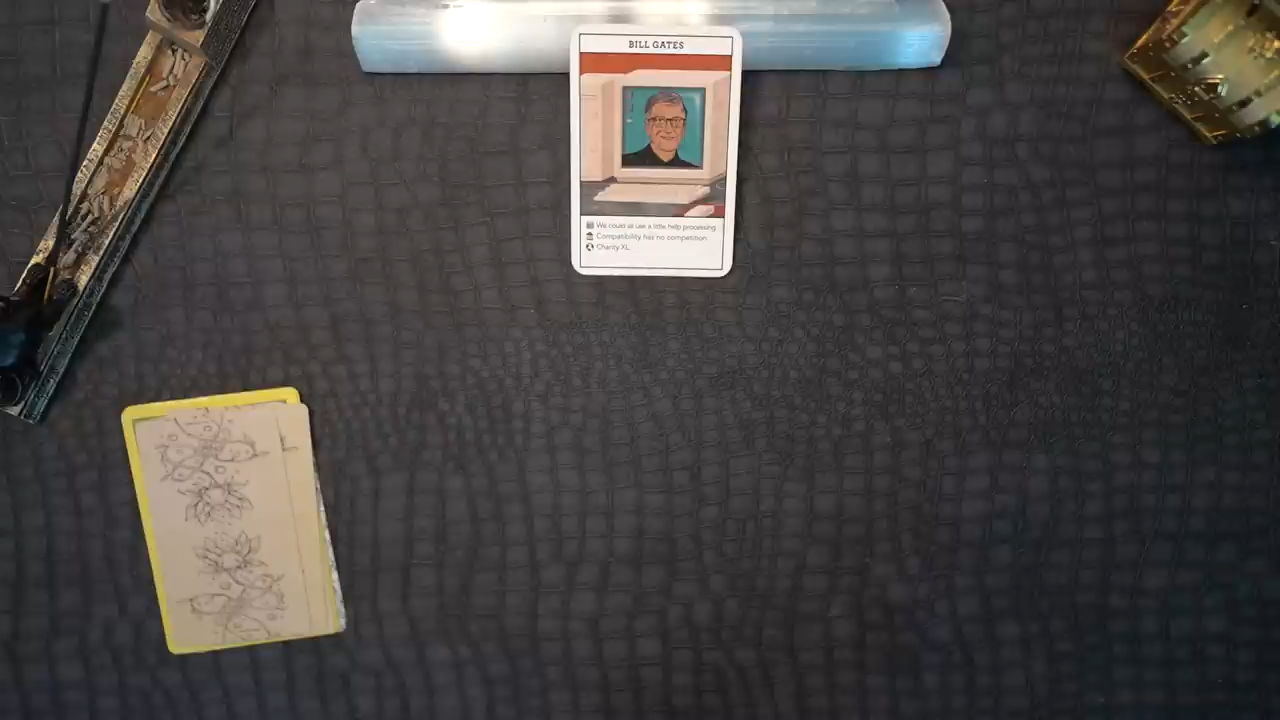 BILL GATES
We could all use a little help processing.
Compatibility has no competition.
Charity XL.